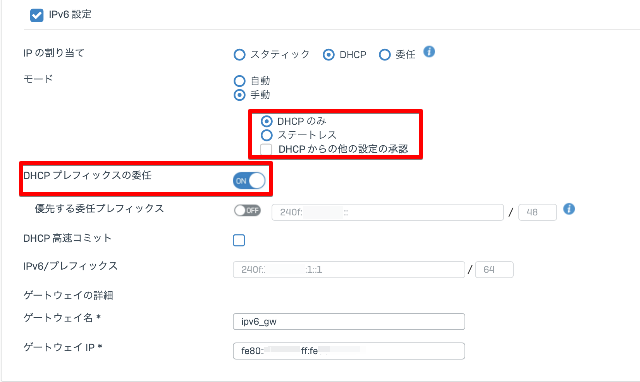 IPv6 設定
IP の割り当て スタティック DHCP 委任
モード 自動
手動
DHCP のみ
ステートレス
DHCP からの他の設定の承認
DHCP プレフィックスの委任 ON
優先する委任プレフィックス OFF 240f: :: / 48
DHCP 高速コミット
IPv6/プレフィックス 240f: :1::1 / 64
ゲートウェイの詳細
ゲートウェイ名 * ipv6_gw
ゲートウェイ IP * fe80:: ff:fe